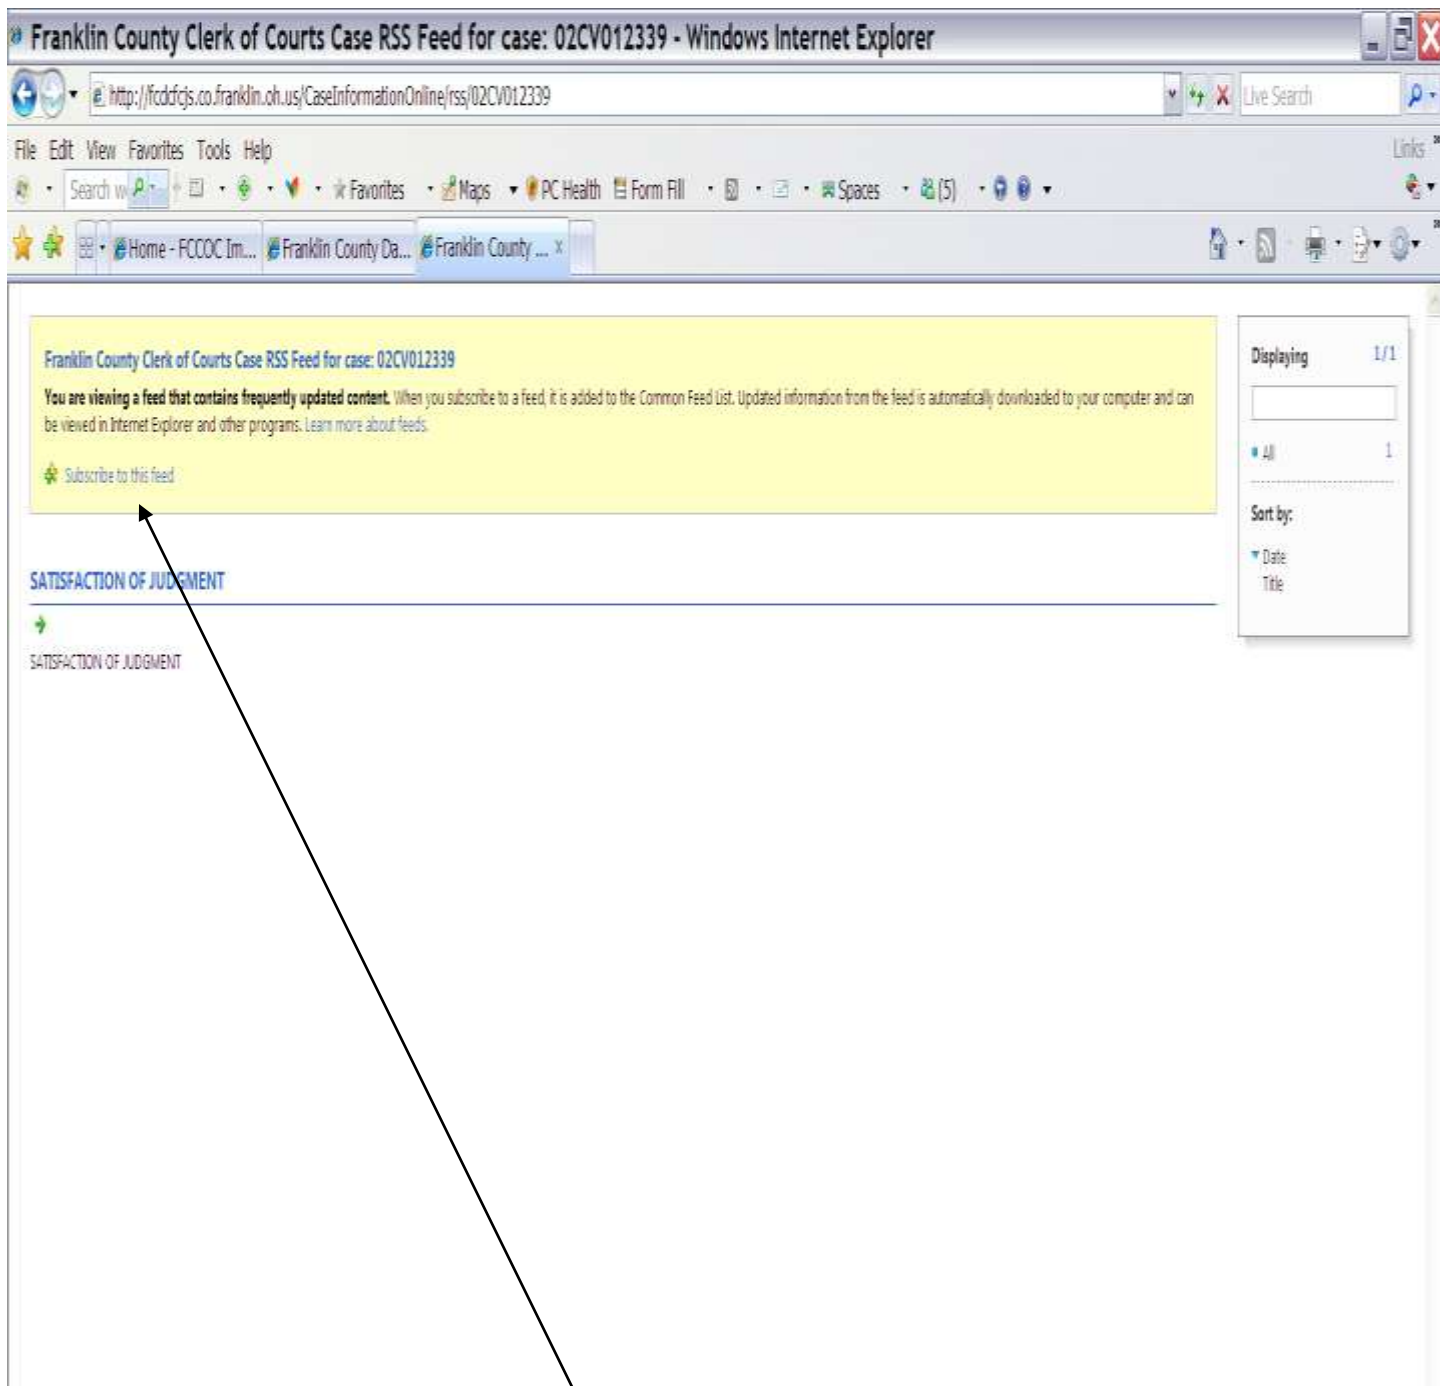 Franklin County Clerk of Courts Case RSS Feed for case: 02CV012339 - Windows Internet Explorer
http://fcdcfcjs.co.franklin.oh.us/CaseInformationOnline/rss/02CV012339
Live Search
File Edit View Favorites Tools Help
Links
Search w
Favorites Maps PC Health Form Fill Spaces (5)
Home - FCCOC Im... Franklin County Da... Franklin County ... x
Franklin County Clerk of Courts Case RSS Feed for case: 02CV012339
You are viewing a feed that contains frequently updated content. When you subscribe to a feed, it is added to the Common Feed List. Updated information from the feed is automatically downloaded to your computer and can
be viewed in Internet Explorer and other programs. Learn more about feeds.
Subscribe to this feed
Displaying 1/1
All 1
Sort by:
Date
Title
SATISFACTION OF JUDGMENT
SATISFACTION OF JUDGMENT